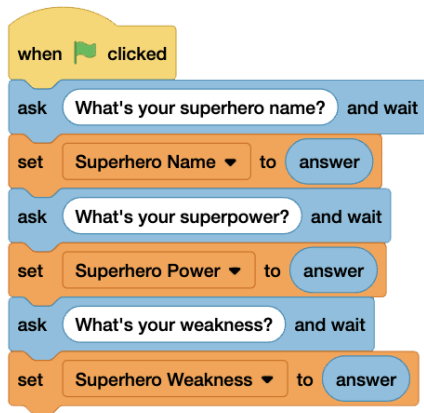 when clicked
ask What's your superhero name? and wait
set Superhero Name to answer
ask What's your superpower? and wait
set Superhero Power to answer
ask What's your weakness? and wait
set Superhero Weakness to answer